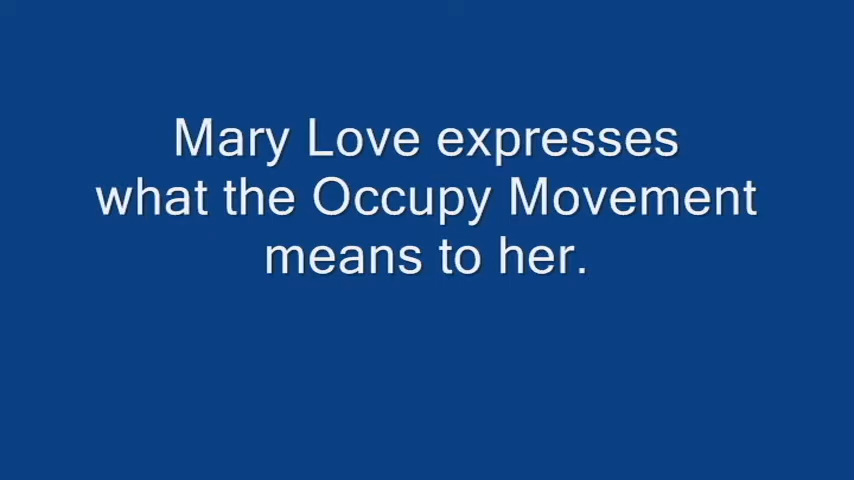 Mary Love expresses
what the Occupy Movement
means to her.